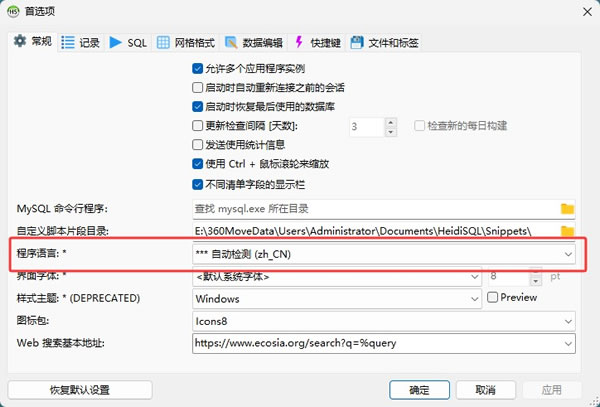 HS 首选项
常规 记录 SQL 网格格式 数据编辑 快捷键 文件和标签
允许多个应用程序实例
启动时自动重新连接之前的会话
启动时恢复最后使用的数据库
更新检查间隔 [天数]: 3 检查新的每日构建
发送使用统计信息
使用 Ctrl + 鼠标滚轮来缩放
不同清单字段的显示栏
MySQL 命令行程序: 查找 mysql.exe 所在目录
自定义脚本片段目录: E:\360MoveData\Users\Administrator\Documents\HeidiSQL\Snippets\
程序语言: * *** 自动检测 (zh_CN)
界面字体: * <默认系统字体> 8 pt
样式主题: * (DEPRECATED) Windows Preview
图标包: Icons8
Web 搜索基本地址: https://www.ecosia.org/search?q=%query
恢复默认设置 确定 取消 应用